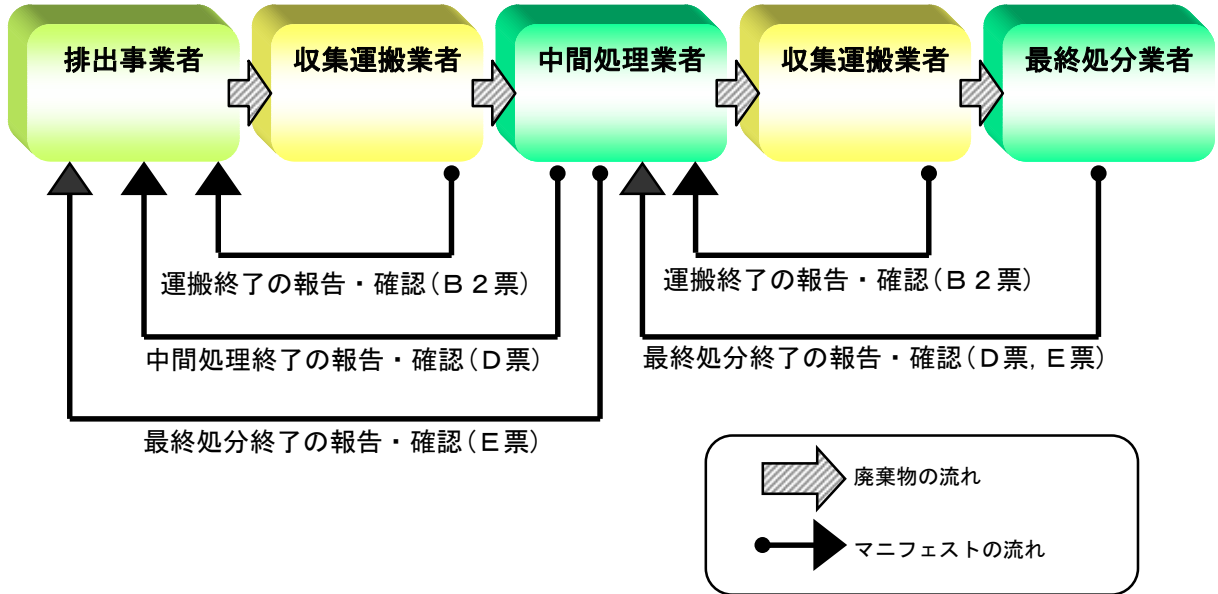 排出事業者
収集運搬業者
中間処理業者
収集運搬業者
最終処分業者
運搬終了の報告・確認(B2票)
運搬終了の報告・確認(B2票)
中間処理終了の報告・確認(D票)
最終処分終了の報告・確認(D票,E票)
最終処分終了の報告・確認(E票)
廃棄物の流れ
マニフェストの流れ